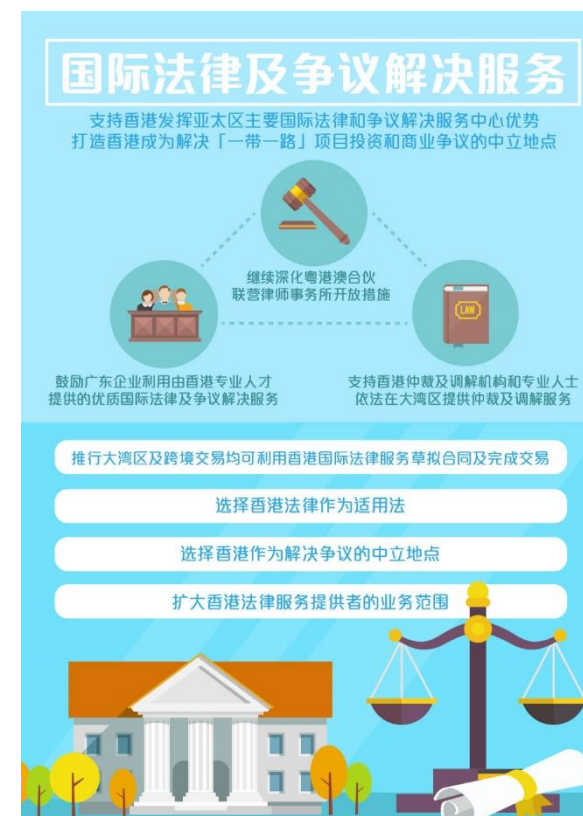 国际法律及争议解决服务
支持香港发挥亚太区主要国际法律和争议解决服务中心优势
打造香港成为解决「一带一路」项目投资和商业争议的中立地点
继续深化粤港澳合伙
联营律师事务所开放措施
LAW
鼓励广东企业利用由香港专业人才
提供的优质国际法律及争议解决服务
支持香港仲裁及调解机构和专业人士
依法在大湾区提供仲裁及调解服务
推行大湾区及跨境交易均可利用香港国际法律服务草拟合同及完成交易
选择香港法律作为适用法
选择香港作为解决争议的中立地点
扩大香港法律服务提供者的业务范围